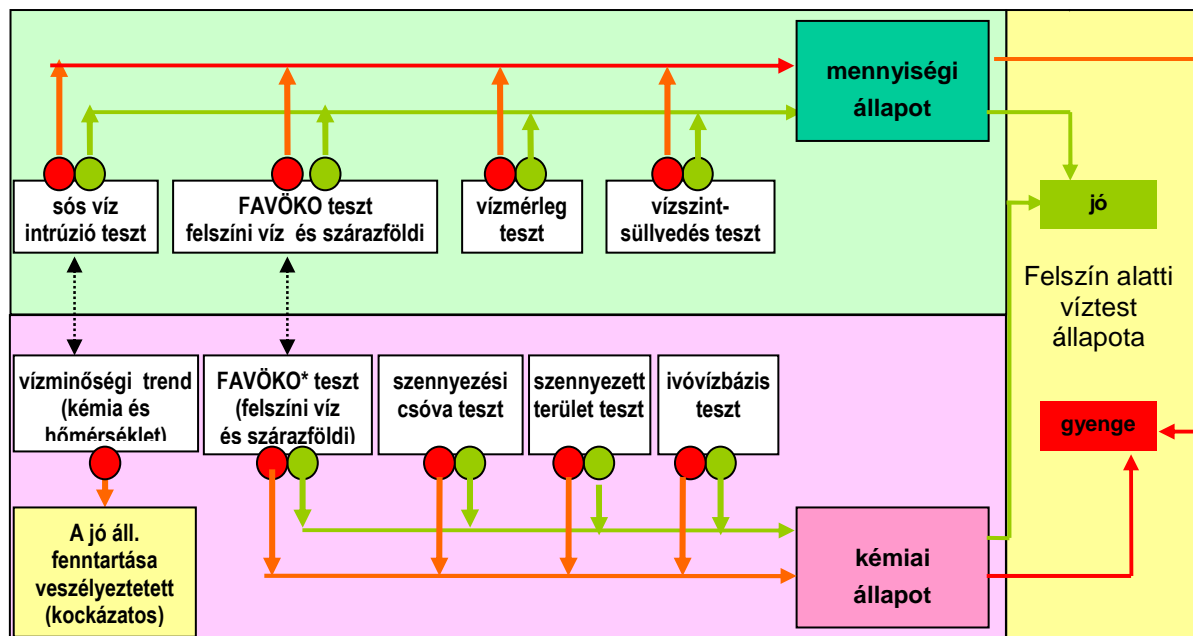 mennyiségi
állapot
sós víz
intrúzió teszt
FAVÖKO teszt
felszíni víz és szárazföldi
vízmérleg
teszt
vízszint-
süllyedés teszt
jó
Felszín alatti
víztest
állapota
gyenge
vízminőségi trend
(kémia és
hőmérséklet)
FAVÖKO* teszt
(felszíni víz
és szárazföldi)
szennyezési
csóva teszt
szennyezett
terület teszt
ivóvízbázis
teszt
A jó áll.
fenntartása
veszélyeztetett
(kockázatos)
kémiai
állapot